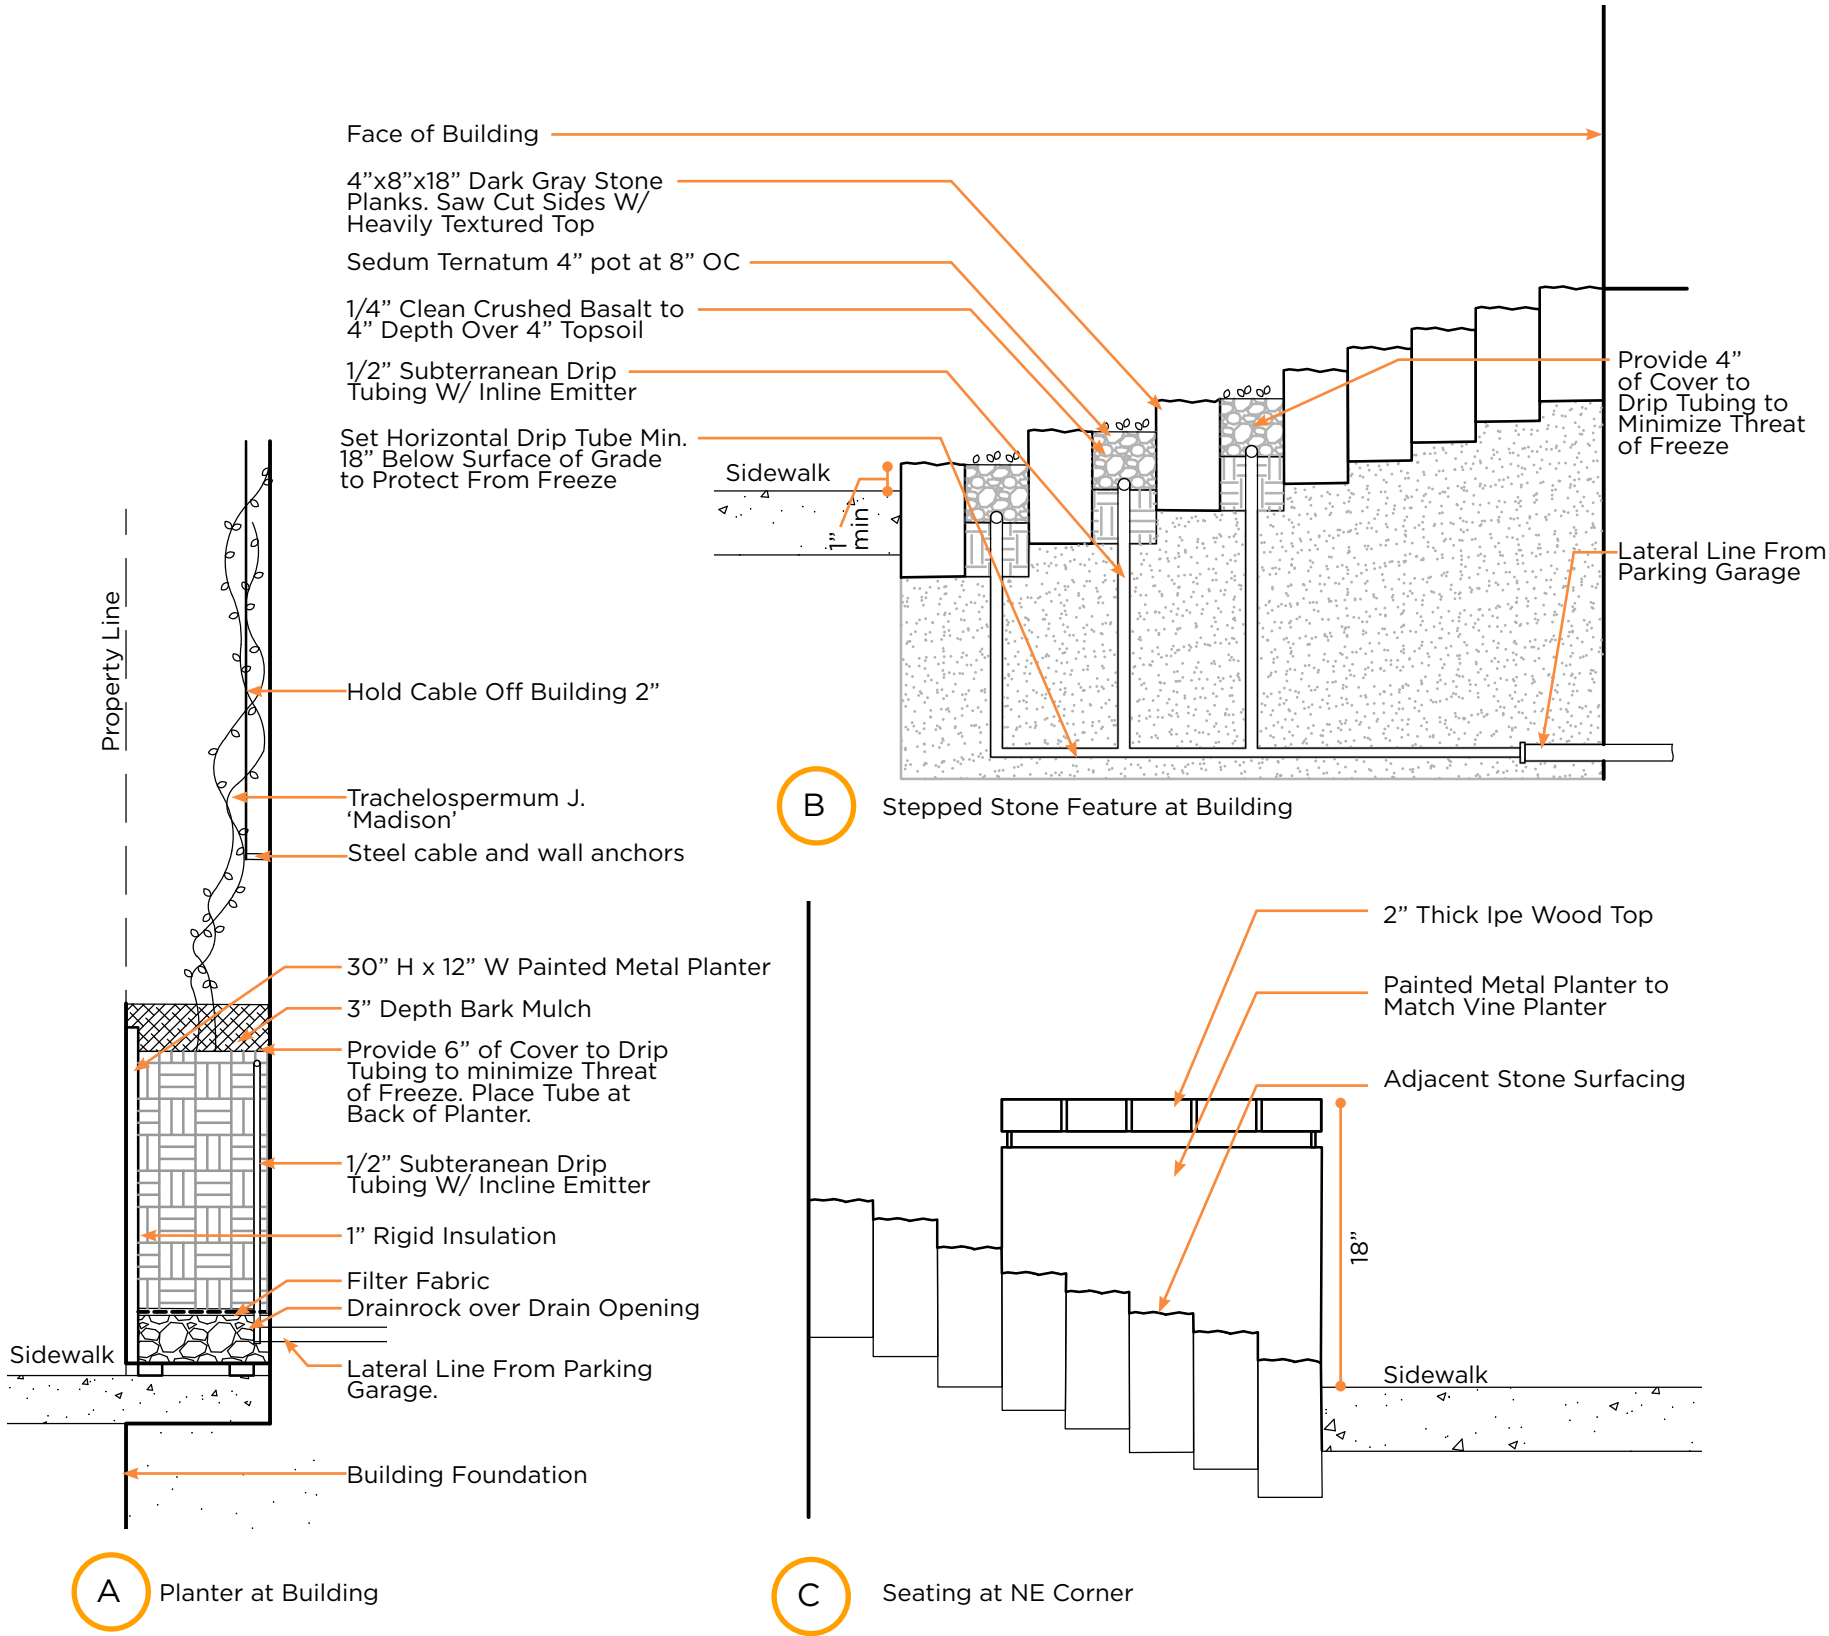 Face of Building
4”x8”x18” Dark Gray Stone
Planks. Saw Cut Sides W/
Heavily Textured Top
Sedum Ternatum 4” pot at 8” OC
1/4” Clean Crushed Basalt to
4” Depth Over 4” Topsoil
1/2” Subterranean Drip
Tubing W/ Inline Emitter
Set Horizontal Drip Tube Min.
18” Below Surface of Grade
to Protect From Freeze
Sidewalk
1”
min
Provide 4”
of Cover to
Drip Tubing to
Minimize Threat
of Freeze
Lateral Line From
Parking Garage
B
Stepped Stone Feature at Building
Property Line
Hold Cable Off Building 2”
Trachelospermum J.
‘Madison’
Steel cable and wall anchors
30” H x 12” W Painted Metal Planter
3” Depth Bark Mulch
Provide 6” of Cover to Drip
Tubing to minimize Threat
of Freeze. Place Tube at
Back of Planter.
1/2” Subteranean Drip
Tubing W/ Incline Emitter
1” Rigid Insulation
Filter Fabric
Drainrock over Drain Opening
Sidewalk
Lateral Line From Parking
Garage.
Building Foundation
A
Planter at Building
2” Thick Ipe Wood Top
Painted Metal Planter to
Match Vine Planter
Adjacent Stone Surfacing
18”
Sidewalk
C
Seating at NE Corner